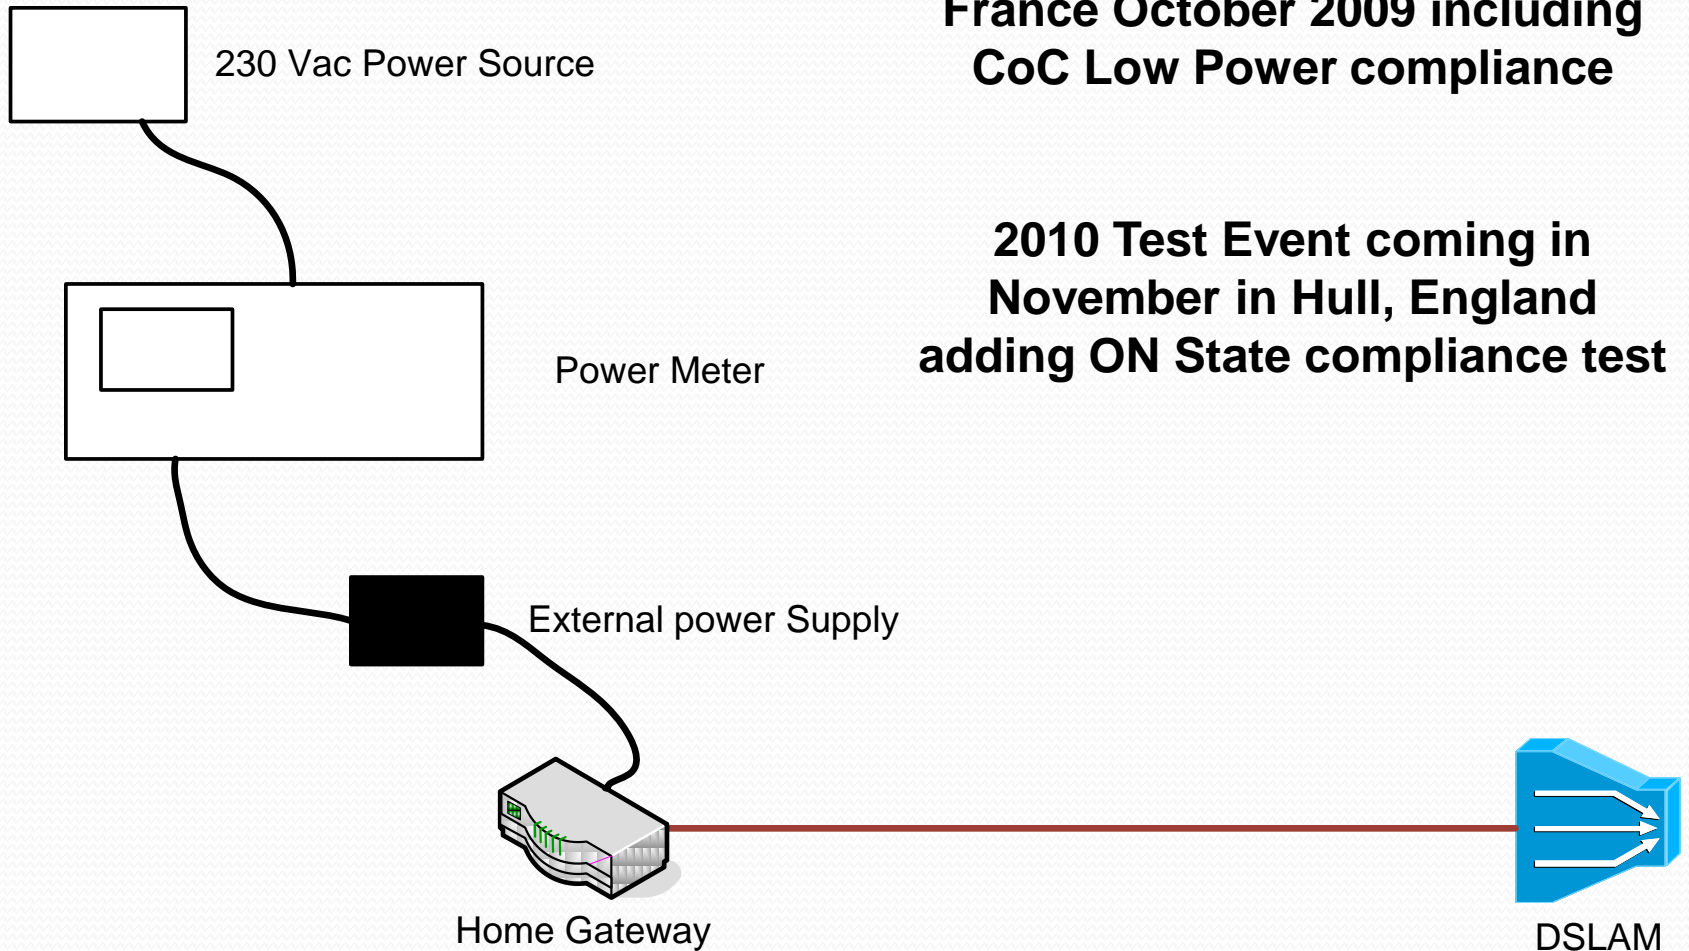 France October 2009 including
CoC Low Power compliance
230 Vac Power Source
2010 Test Event coming in
November in Hull, England
adding ON State compliance test
Power Meter
External power Supply
Home Gateway
DSLAM